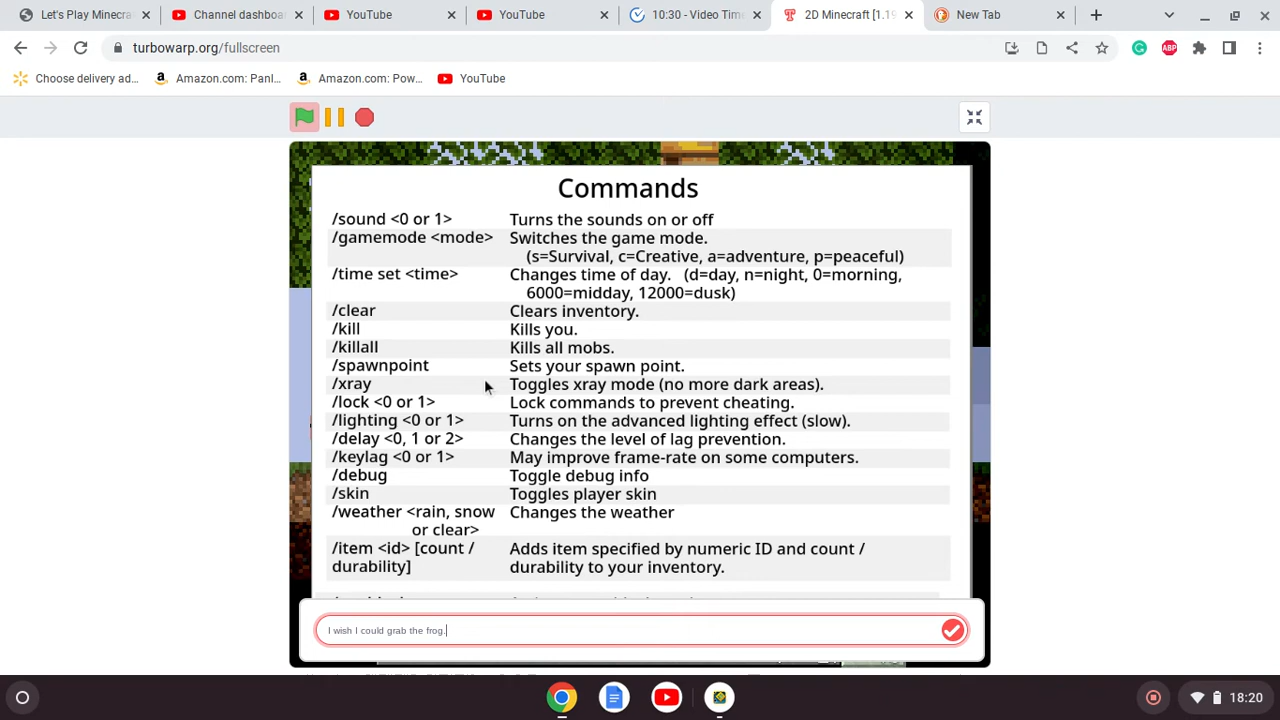 Let's Play Minecra
Channel dashboar
YouTube
YouTube
10:30 - Video Tim
2D Minecraft [1.19
New Tab
turbowarp.org/fullscreen
Choose delivery ad...
Amazon.com: Panl...
Amazon.com: Pow...
YouTube
Commands
/sound <0 or 1> Turns the sounds on or off
/gamemode <mode> Switches the game mode.
(s=Survival, c=Creative, a=adventure, p=peaceful)
/time set <time> Changes time of day. (d=day, n=night, 0=morning,
6000=midday, 12000=dusk)
/clear Clears inventory.
/kill Kills you.
/killall Kills all mobs.
/spawnpoint Sets your spawn point.
/xray Toggles xray mode (no more dark areas).
/lock <0 or 1> Lock commands to prevent cheating.
/lighting <0 or 1> Turns on the advanced lighting effect (slow).
/delay <0, 1 or 2> Changes the level of lag prevention.
/keylag <0 or 1> May improve frame-rate on some computers.
/debug Toggle debug info
/skin Toggles player skin
/weather <rain, snow Changes the weather
or clear>
/item <id> [count / Adds item specified by numeric ID and count /
durability] durability to your inventory.
I wish I could grab the frog.
ABP
18:20